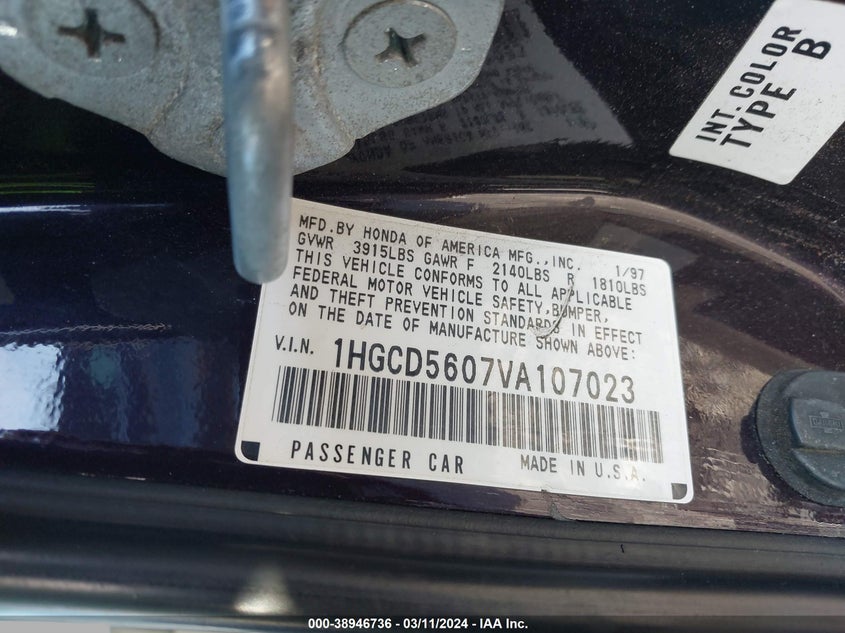 INT. COLOR
TYPE B
MFD. BY HONDA OF AMERICA MFG., INC. 1/97
GVWR 3915LBS GAWR F 2140LBS R 1810LBS
THIS VEHICLE CONFORMS TO ALL APPLICABLE
FEDERAL MOTOR VEHICLE SAFETY, BUMPER,
AND THEFT PREVENTION STANDARDS IN EFFECT
ON THE DATE OF MANUFACTURE SHOWN ABOVE:
V.I.N. 1HGCD5607VA107023
PASSENGER CAR MADE IN U.S.A.
000-38946736 - 03/11/2024 - IAA Inc.